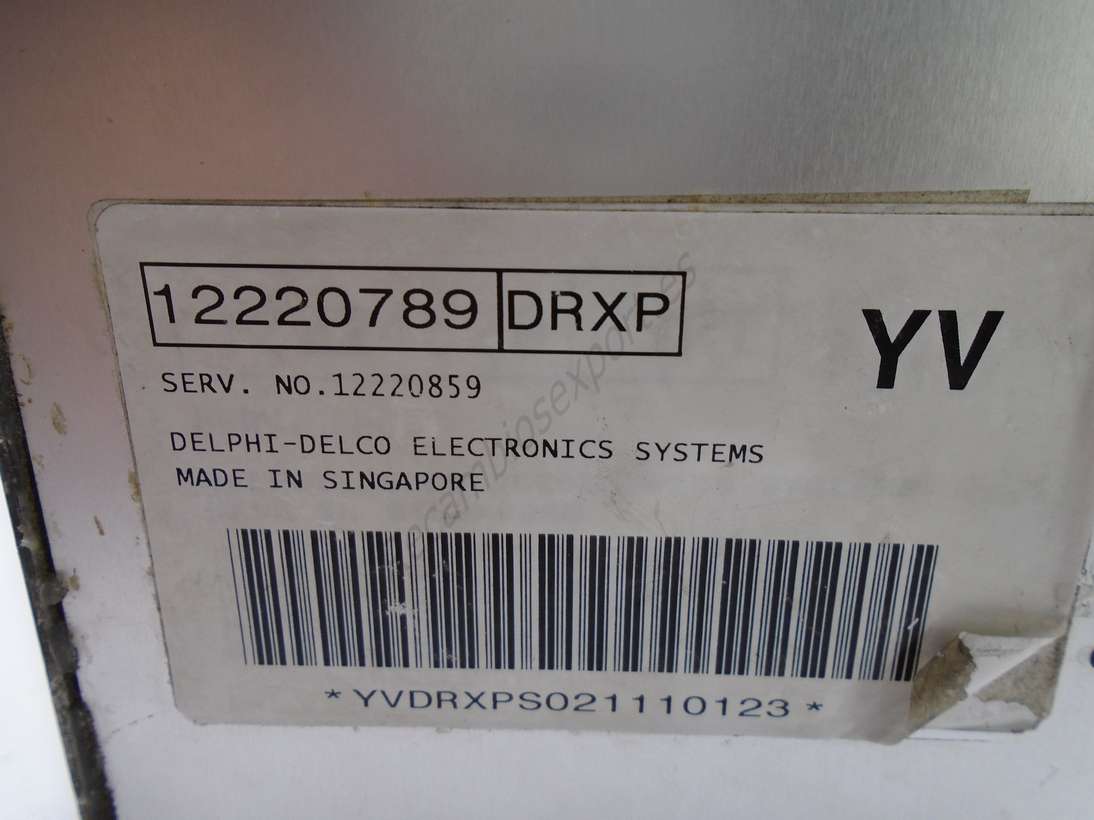 12220789 DRXP
YV
SERV. NO.12220859
DELPHI-DELCO ELECTRONICS SYSTEMS
MADE IN SINGAPORE
*YVDRXPS021110123*